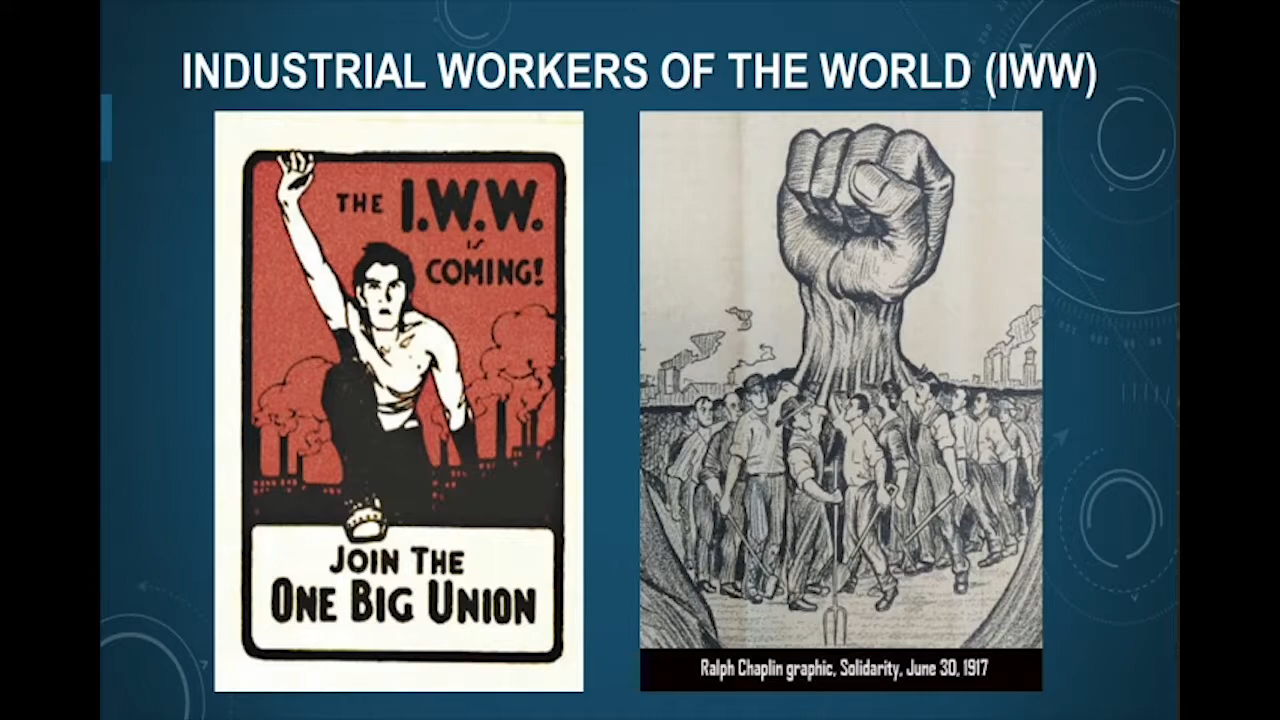 INDUSTRIAL WORKERS OF THE WORLD (IWW)
THE I.W.W.
IS
COMING!
JOIN THE
ONE BIG UNION
Ralph Chaplin graphic, Solidarity, June 30, 1917